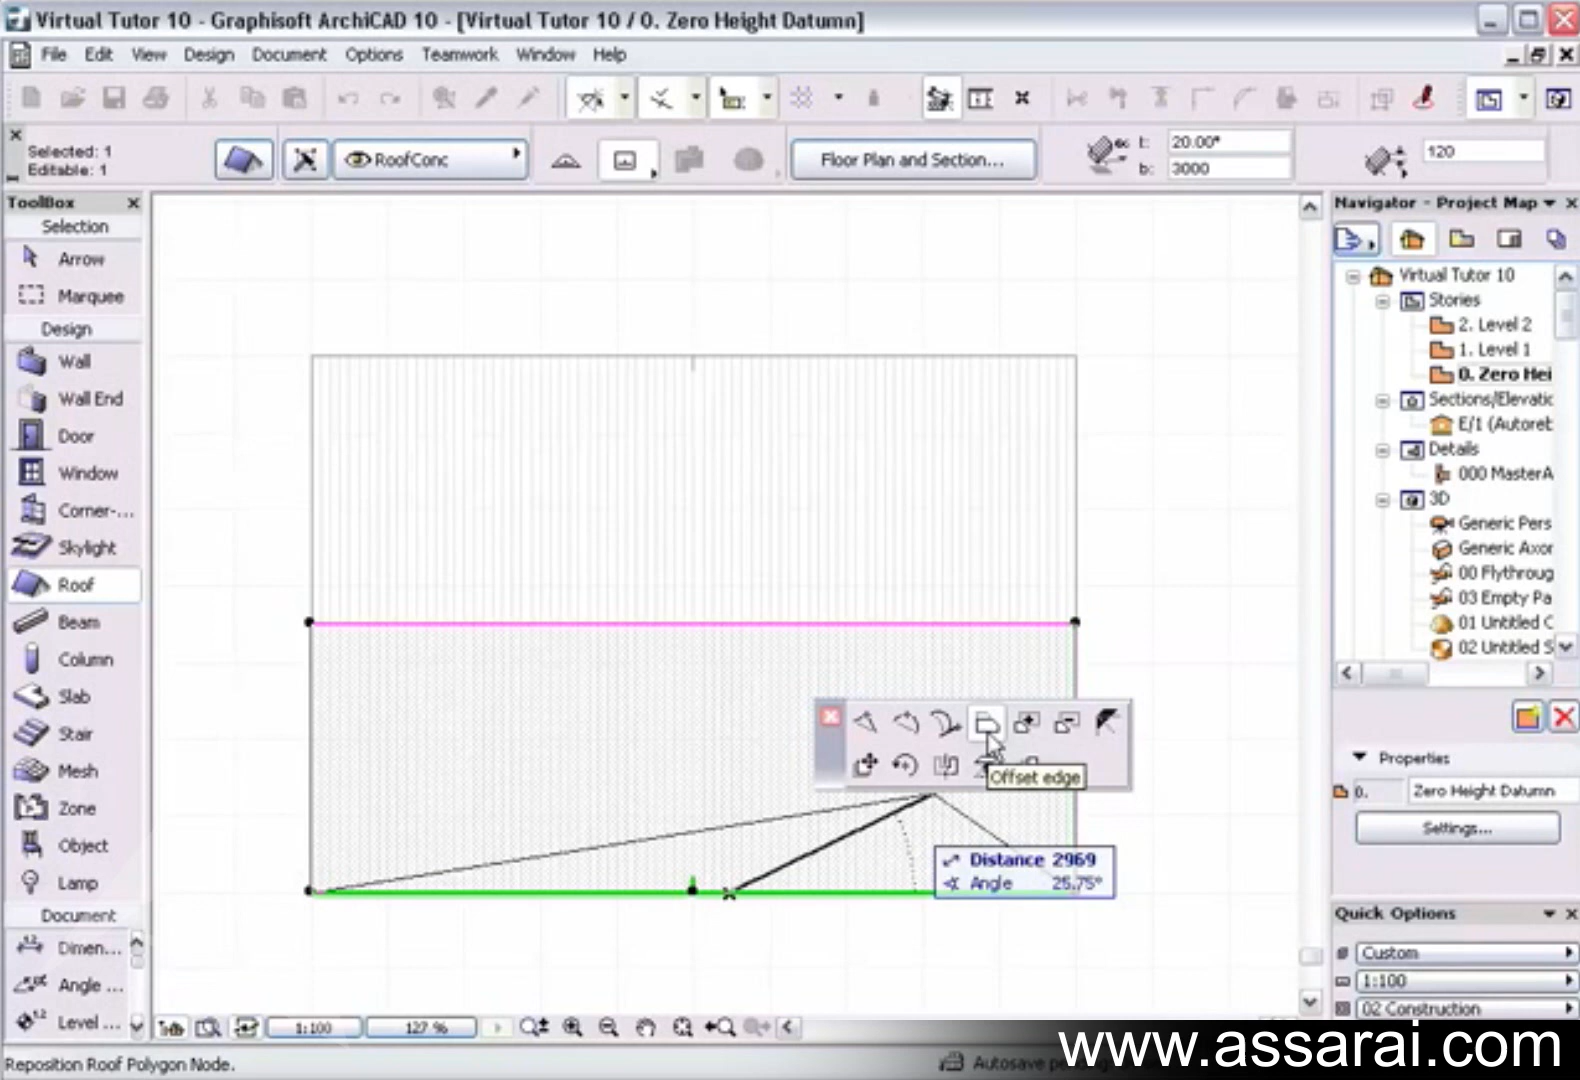 Virtual Tutor 10 - Graphisoft ArchiCAD 10 - [Virtual Tutor 10 / 0. Zero Height Datumn]
File Edit View Design Document Options Teamwork Window Help
Selected: 1
Editable: 1
RoofConc
Floor Plan and Section...
t: 20.00°
b: 3000
120
ToolBox
Selection
Arrow
Marquee
Design
Wall
Wall End
Door
Window
Corner-...
Skylight
Roof
Beam
Column
Slab
Stair
Mesh
Zone
Object
Lamp
Document
Dimen...
Angle ...
Level ...
Offset edge
Distance 2969
Angle 25.75°
Navigator - Project Map
Virtual Tutor 10
Stories
2. Level 2
1. Level 1
0. Zero Hei
Sections/Elevatic
E/1 (Autoreb
Details
000 MasterA
3D
Generic Pers
Generic Axor
00 Flythroug
03 Empty Pa
01 Untitled C
02 Untitled S
Properties
0. Zero Height Datumn
Settings...
Quick Options
Custom
1:100
02 Construction
1:100 127 %
Reposition Roof Polygon Node.
Autosave
www.assarai.com